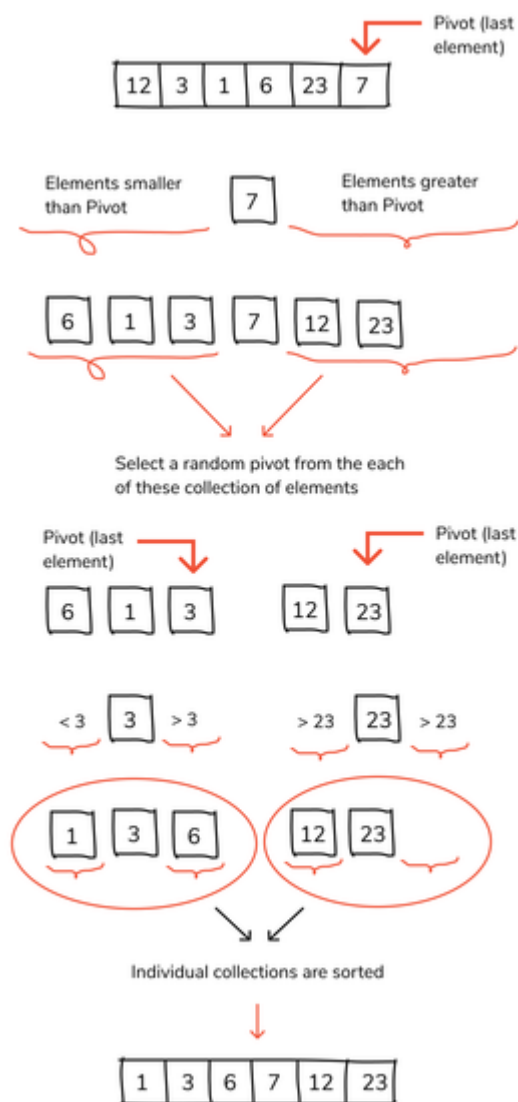 Pivot (last
element)
12 3 1 6 23 7
Elements smaller
than Pivot
7
Elements greater
than Pivot
6 1 3 7 12 23
Select a random pivot from the each
of these collection of elements
Pivot (last
element)
Pivot (last
element)
6 1 3
12 23
< 3 3 > 3
> 23 23 > 23
1 3 6
12 23
Individual collections are sorted
1 3 6 7 12 23